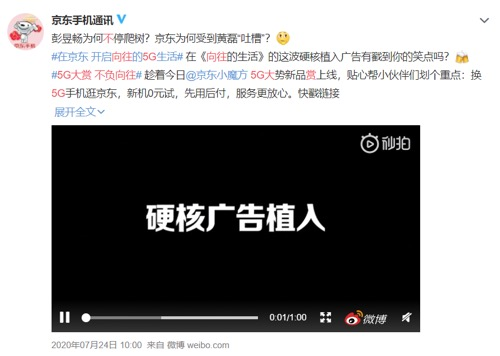 京东手机通讯
彭昱畅为何不停爬树？京东为何受到黄磊“吐槽”？
#在京东 开启向往的5G生活# 在《向往的生活》的这波硬核植入广告有戳到你的笑点吗？
#5G大赏 不负向往# 趁着今日@京东小魔方 5G大势新品赏上线，贴心帮小伙伴们划个重点：换
5G手机逛京东，新机0元试，先用后付，服务更放心。快戳链接
展开全文
秒拍
硬核广告植入
0:01/1:00
微博
2020年07月24日 10:00 来自 微博 weibo.com